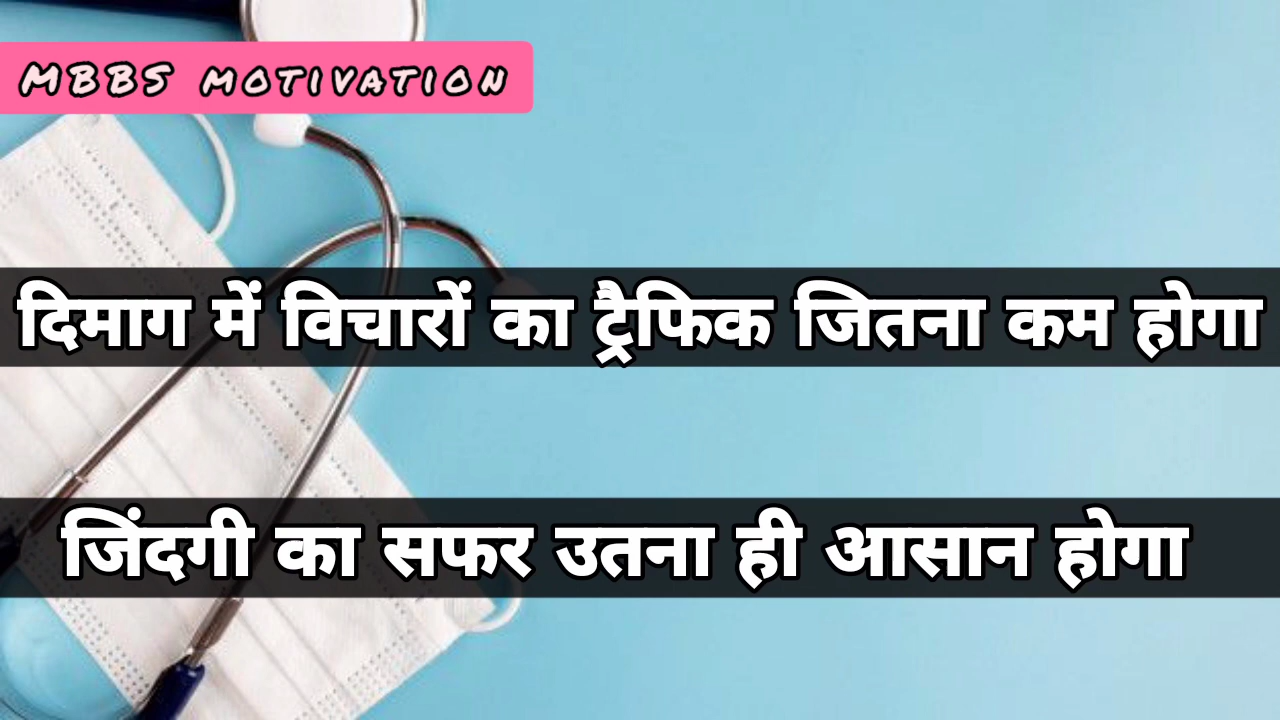 MBBS MOTIVATION
दिमाग में विचारों का ट्रैफिक जितना कम होगा
जिंदगी का सफर उतना ही आसान होगा